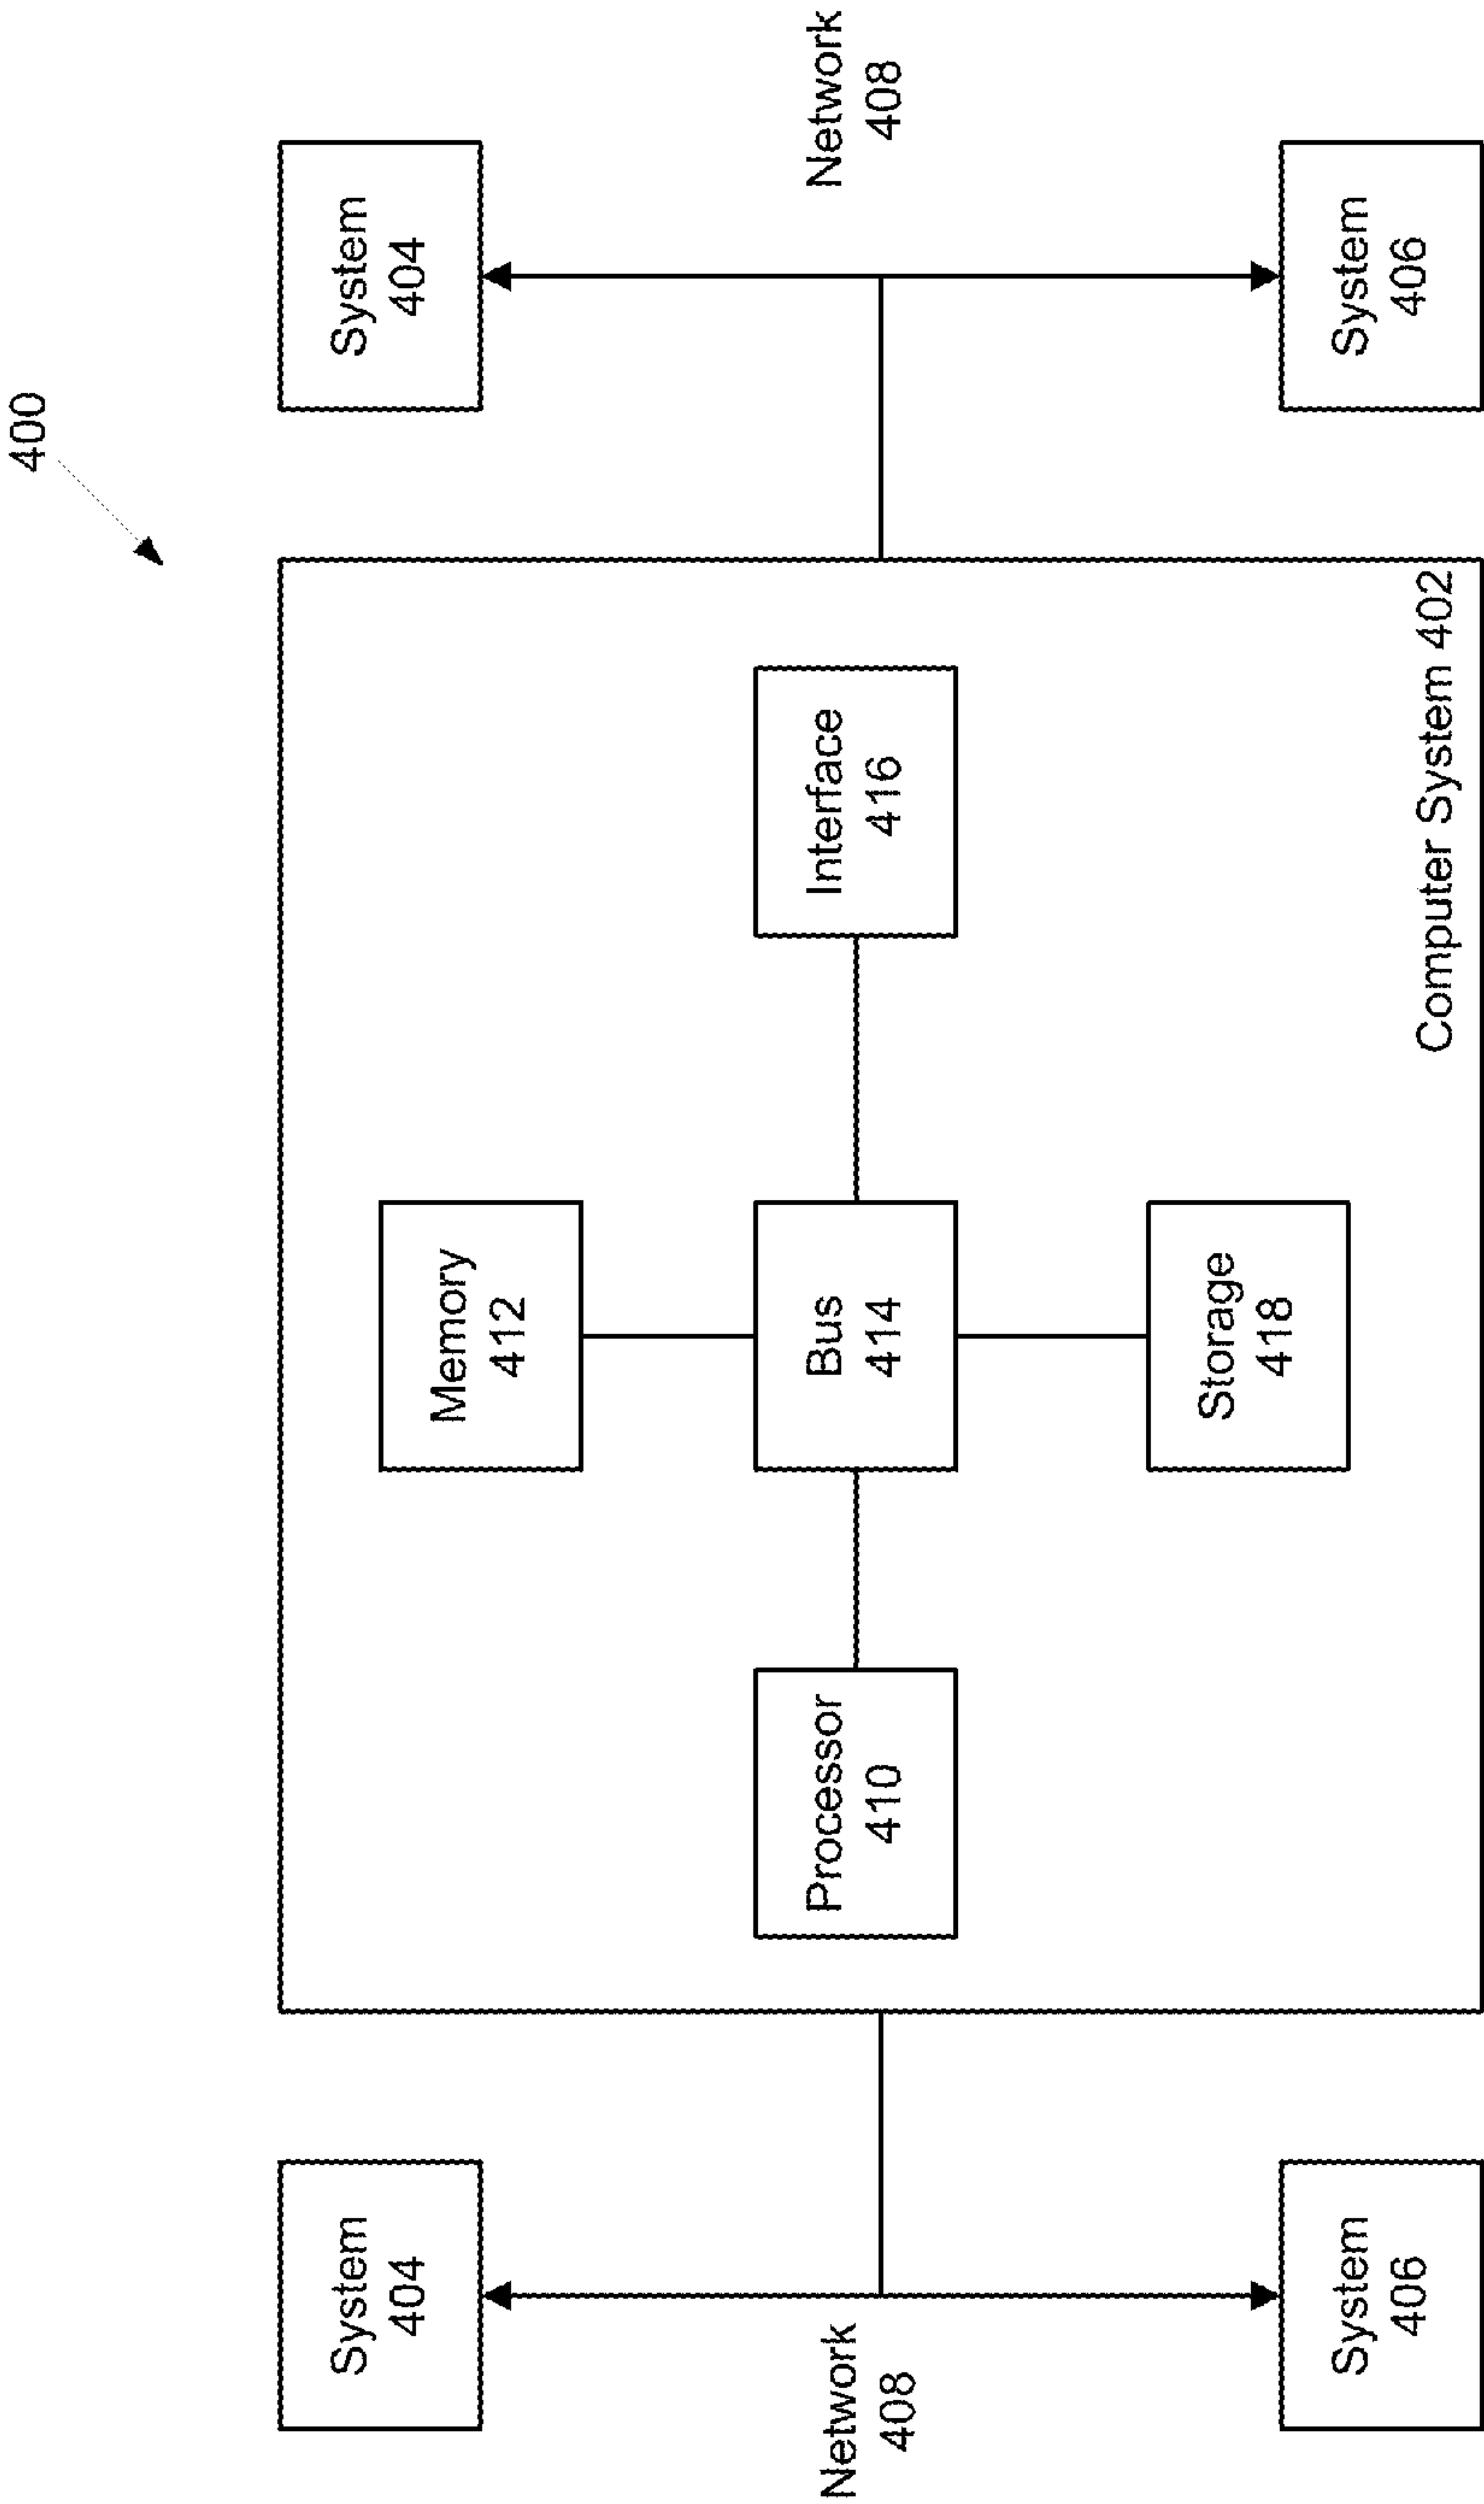 400
System
404
Memory
412
System
404
Network
408
Processor
410
Bus
414
Interface
416
Network
408
Storage
418
System
406
Computer System 402
System
406